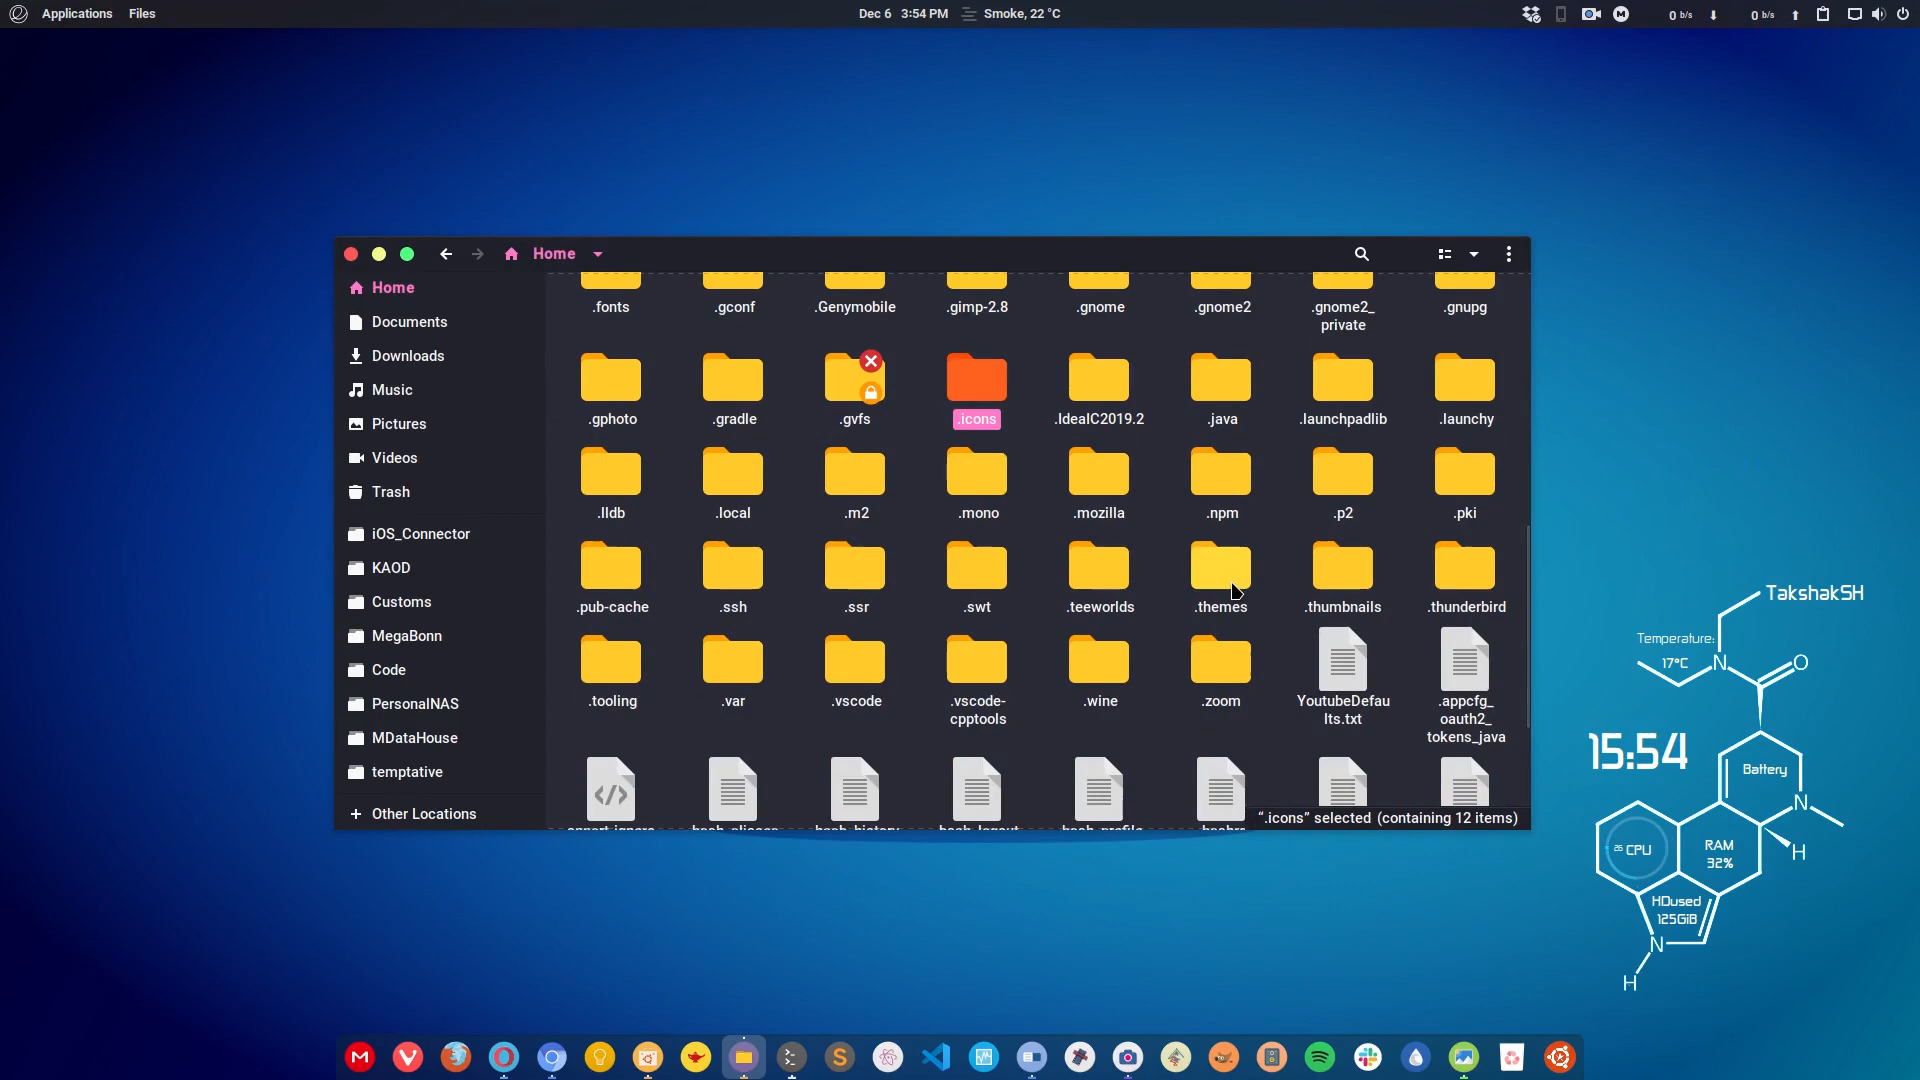 Applications Files
Dec 6 3:54 PM Smoke, 22 °C
0 b/s 0 b/s
Home
Home
Documents
Downloads
Music
Pictures
Videos
Trash
iOS_Connector
KAOD
Customs
MegaBonn
Code
PersonalNAS
MDataHouse
temptative
Other Locations
.fonts .gconf .Genymobile .gimp-2.8 .gnome .gnome2 .gnome2_ .gnupg
private
.gphoto .gradle .gvfs .icons .IdeaIC2019.2 .java .launchpadlib .launchy
.lldb .local .m2 .mono .mozilla .npm .p2 .pki
.pub-cache .ssh .ssr .swt .teeworlds .themes .thumbnails .thunderbird
.tooling .var .vscode .vscode- .wine .zoom YoutubeDefau .appcfg_
cpptools lts.txt oauth2_
tokens_java
“.icons” selected (containing 12 items)
TakshakSH
Temperature:
17°C
N
O
15:54
Battery
N
26 CPU
RAM
32%
H
HDused
125GiB
N
H